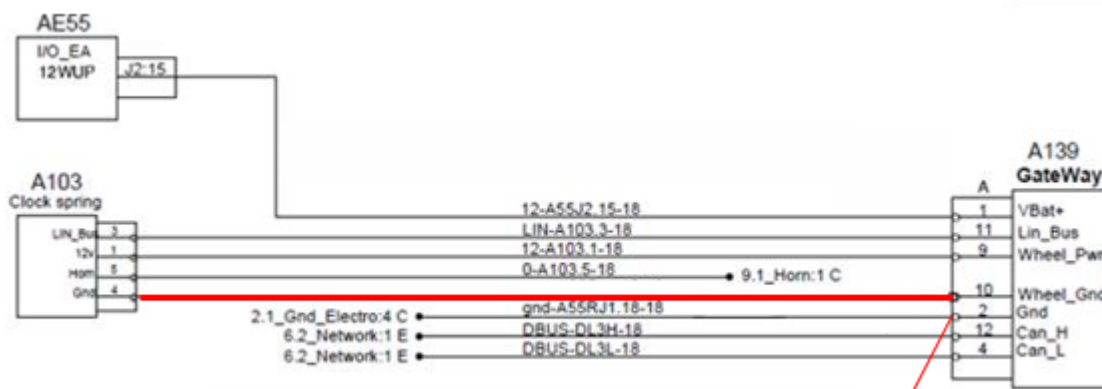 AE55
I/O_EA
12WUP
J2:15
A103
Clock spring
LIN_Bus 3
12v 1
Horn 5
Gnd 4
12-A55J2.15-18
LIN-A103.3-18
12-A103.1-18
0-A103.5-18
9.1_Horn:1 C
2.1_Gnd_Electro:4 C
gnd-A55RJ1.18-18
6.2_Network:1 E
DBUS-DL3H-18
6.2_Network:1 E
DBUS-DL3L-18
A139
GateWay
A
1 VBat+
11 Lin_Bus
9 Wheel_Pwr
10 Wheel_Gnd
2 Gnd
12 Can_H
4 Can_L